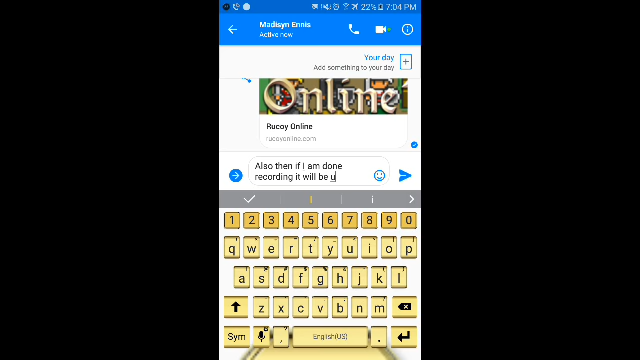 22% 7:04 PM
Madisyn Ennis
Active now
Your day
Add something to your day
Online
Rucoy Online
rucoyonline.com
Also then if I am done
recording it will be u
I i
1 2 3 4 5 6 7 8 9 0
q w e r t y u i o p
a s d f g h j k l
z x c v b n m
Sym , English(US) .